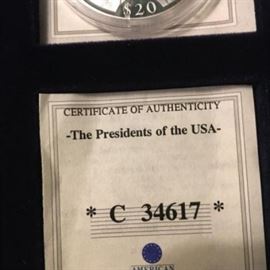 $20
CERTIFICATE OF AUTHENTICITY
-The Presidents of the USA-
* C 34617 *
AMERICAN